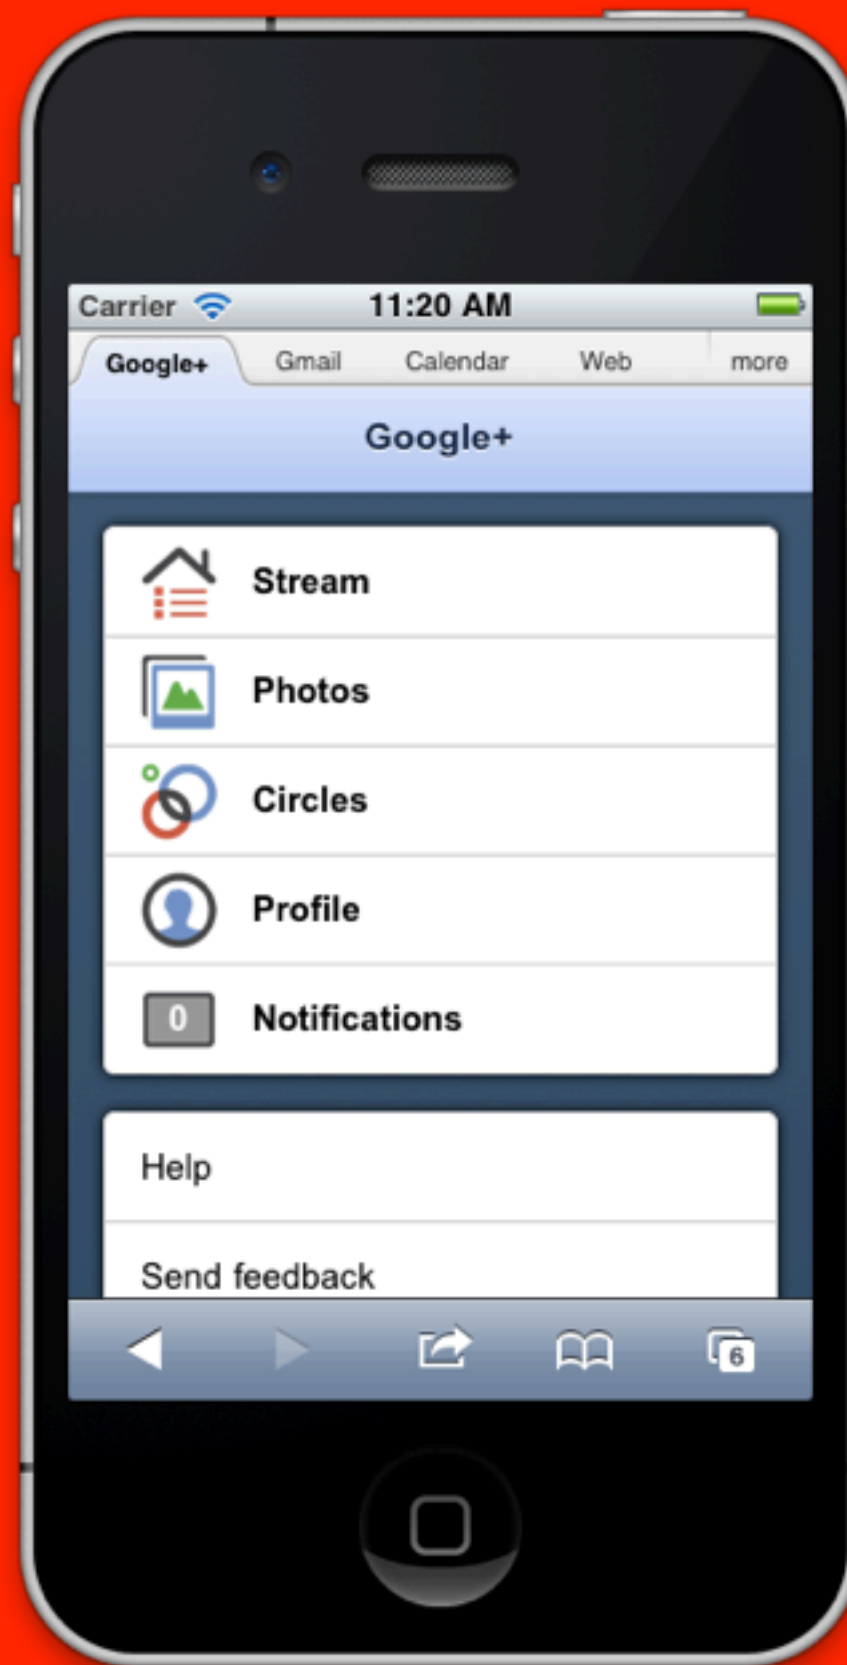 Carrier 11:20 AM
Google+ Gmail Calendar Web more
Google+
Stream
Photos
Circles
Profile
0 Notifications
Help
Send feedback
6